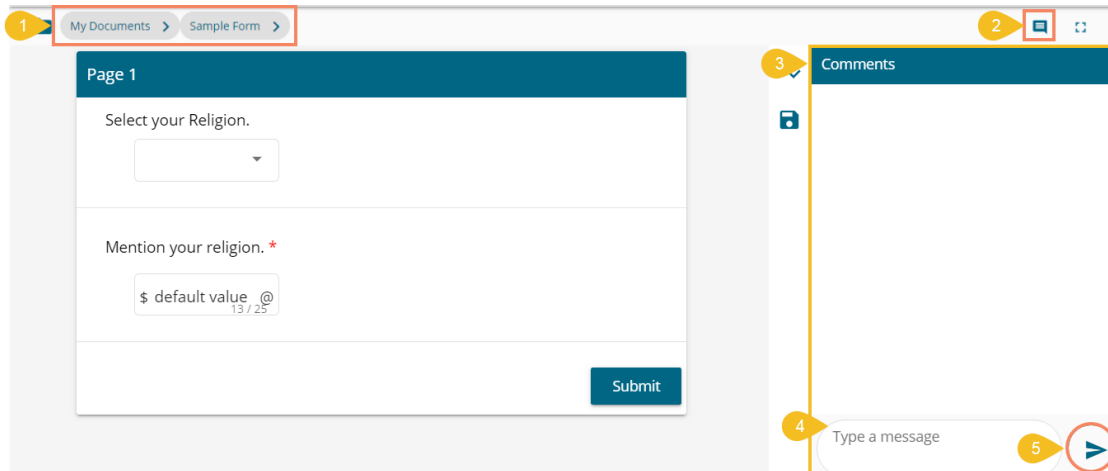 1 My Documents Sample Form 2
Page 1
3 Comments
Select your Religion.
Mention your religion. *
$ default value @
13 / 25
Submit
4 Type a message
5